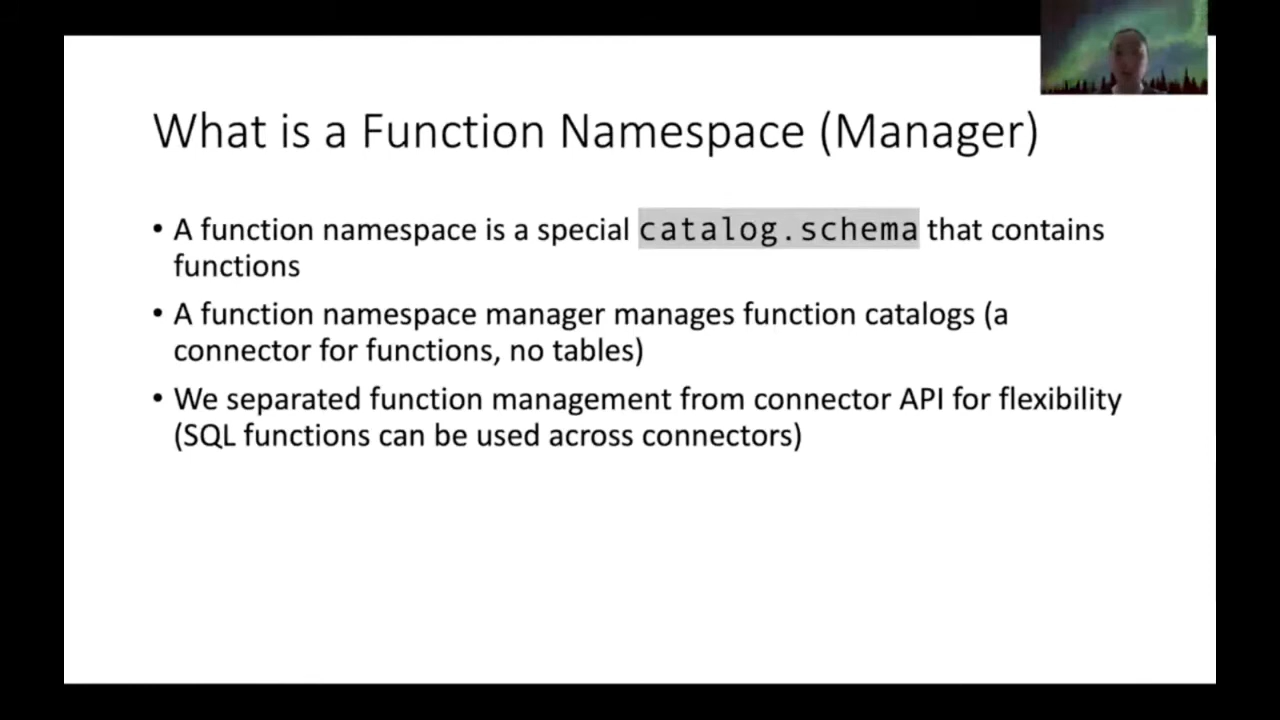 What is a Function Namespace (Manager)
• A function namespace is a special catalog.schema that contains
functions
• A function namespace manager manages function catalogs (a
connector for functions, no tables)
• We separated function management from connector API for flexibility
(SQL functions can be used across connectors)